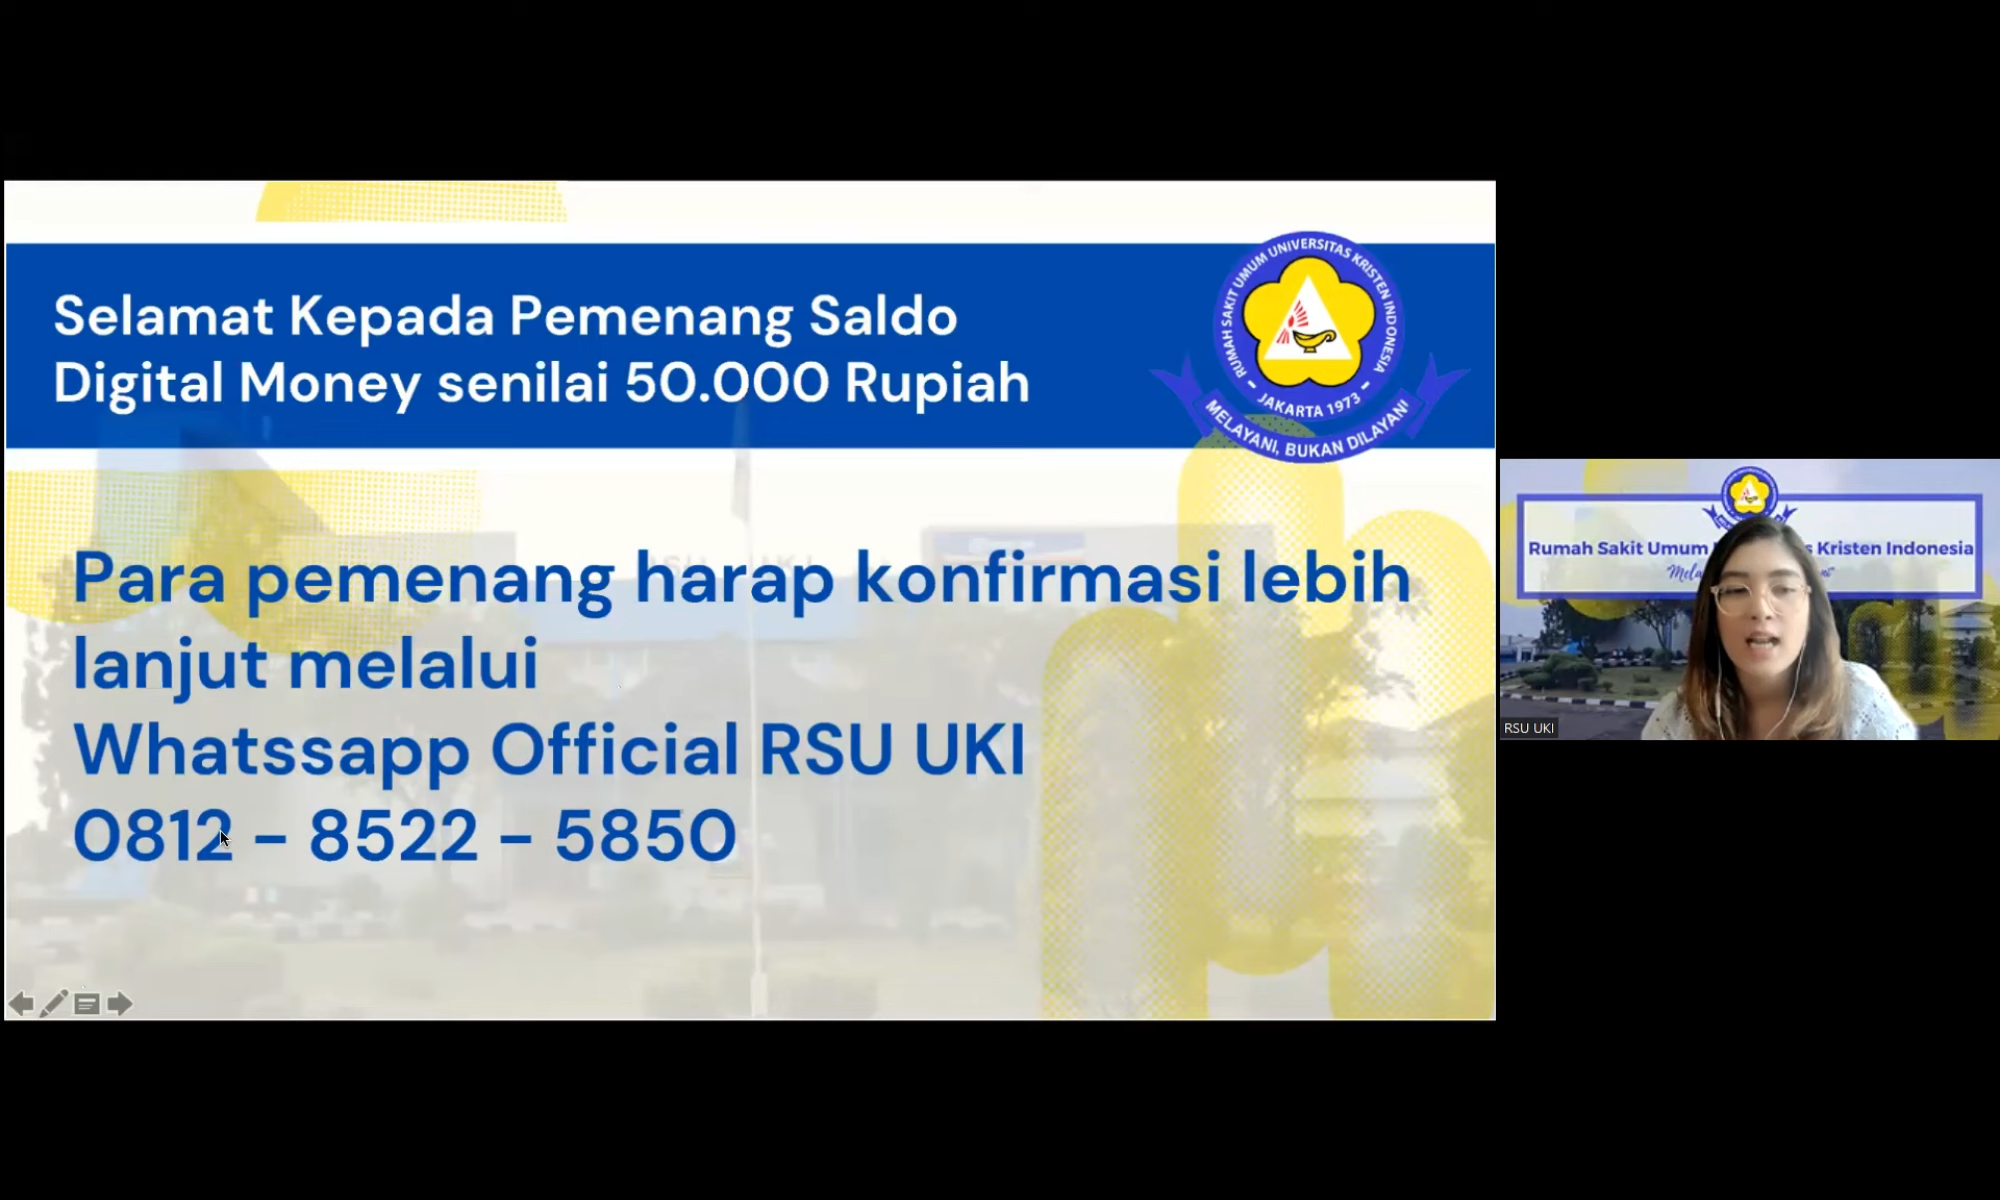 Selamat Kepada Pemenang Saldo
Digital Money senilai 50.000 Rupiah
RUMAH SAKIT UMUM UNIVERSITAS KRISTEN INDONESIA
- JAKARTA 1973 -
MELAYANI, BUKAN DILAYANI
RSU UKI
Para pemenang harap konfirmasi lebih
lanjut melalui
Whatssapp Official RSU UKI
0812 - 8522 - 5850
Rumah Sakit Umum Kristen Indonesia
RSU UKI